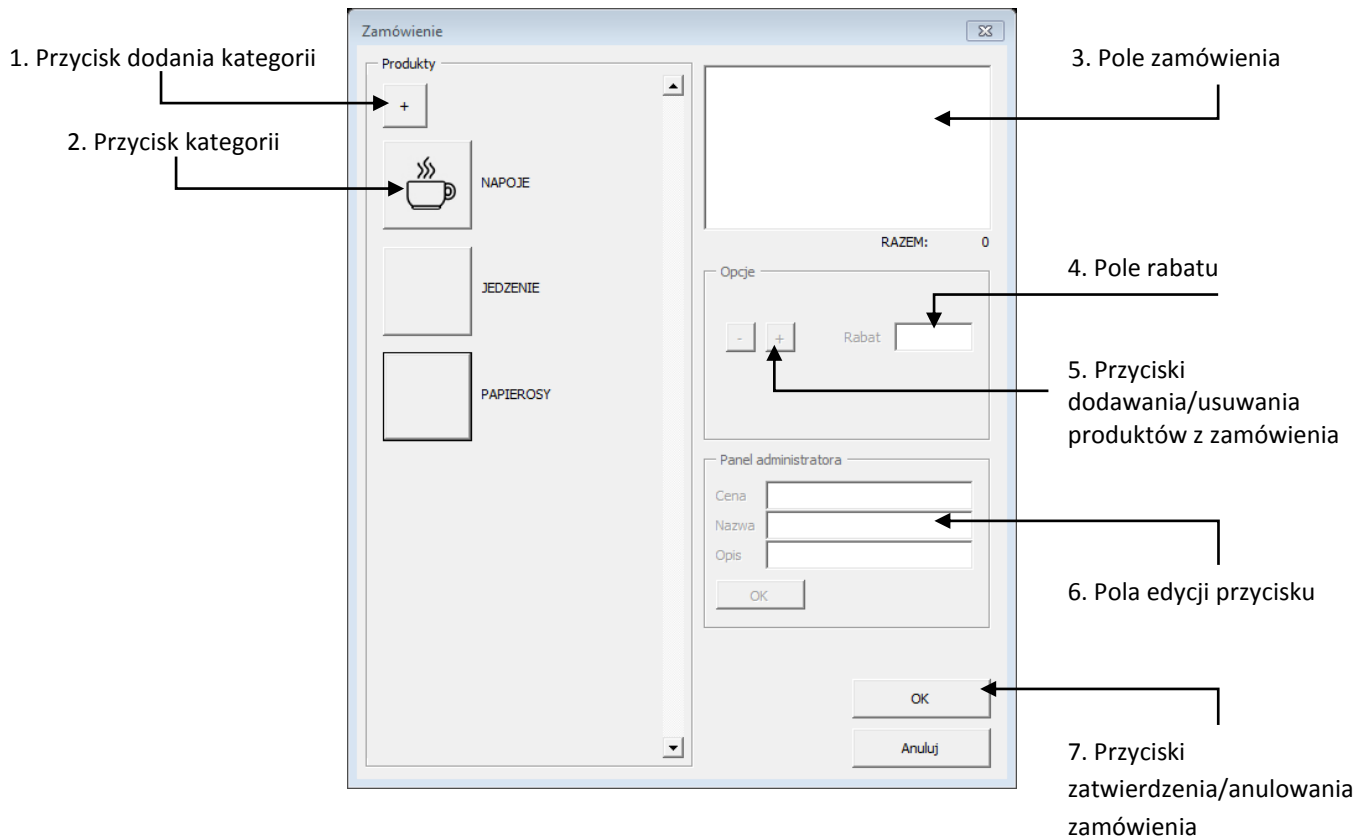 Zamówienie
1. Przycisk dodania kategorii
Produkty
3. Pole zamówienia
+
2. Przycisk kategorii
NAPOJE
RAZEM: 0
4. Pole rabatu
Opcje
JEDZENIE
- + Rabat
5. Przyciski
dodawania/usuwania
produktów z zamówienia
PAPIEROSY
Panel administratora
Cena
Nazwa
Opis
OK
6. Pola edycji przycisku
OK
Anuluj
7. Przyciski
zatwierdzenia/anulowania
zamówienia